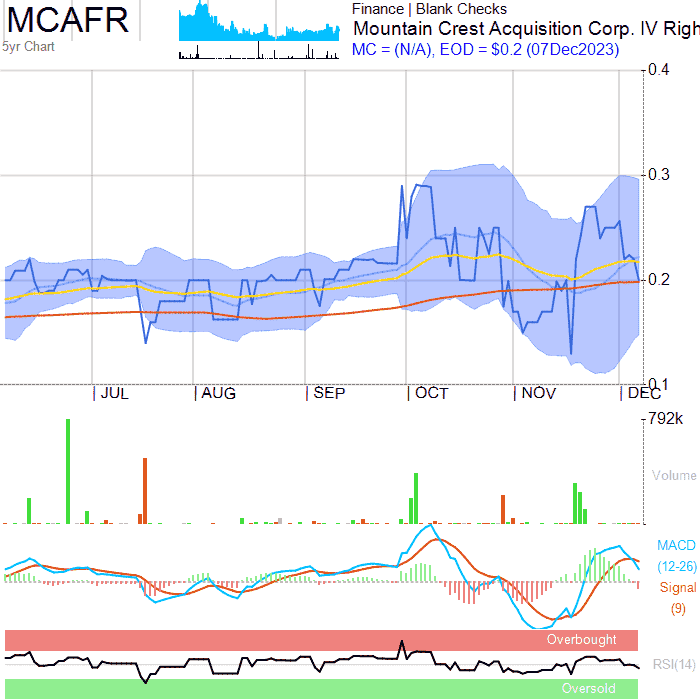 MCAFR
5yr Chart
Finance | Blank Checks
Mountain Crest Acquisition Corp. IV Righ
MC = (N/A), EOD = $0.2 (07Dec2023)
0.4
0.3
0.2
0.1
JUL AUG SEP OCT NOV DEC
792k
Volume
MACD
(12-26)
Signal
(9)
Overbought
RSI(14)
Oversold